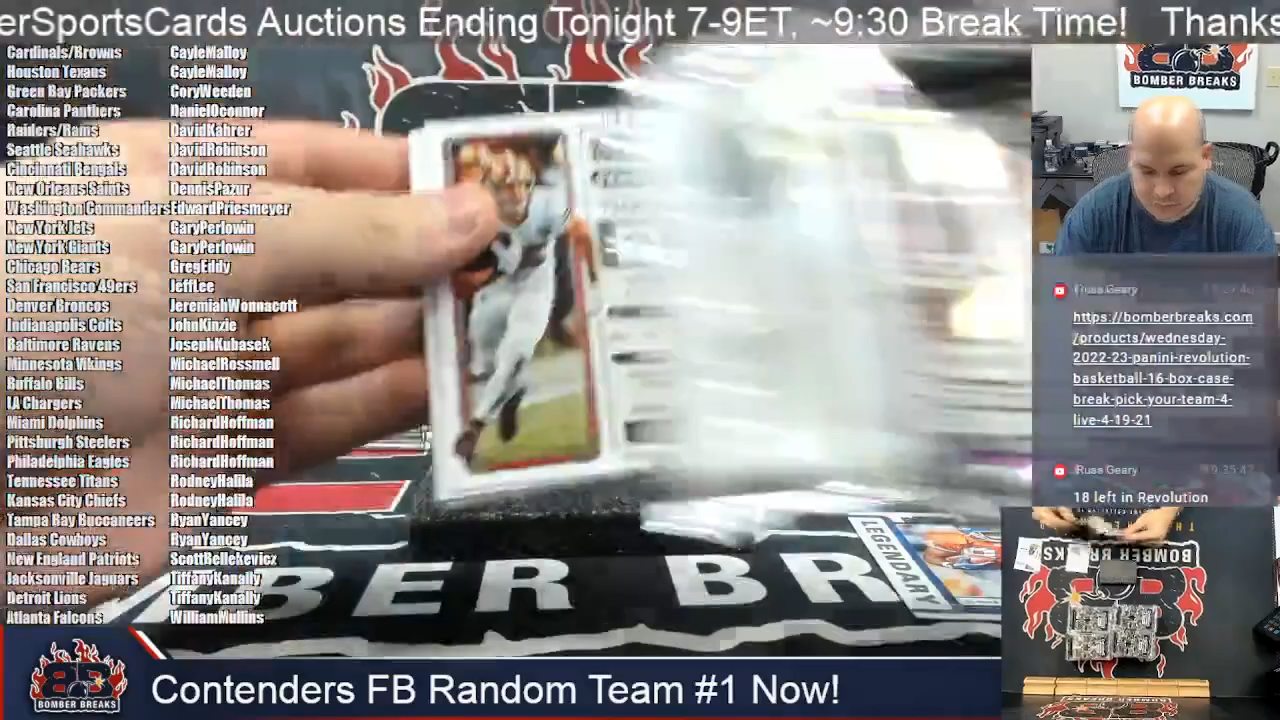 erSportsCards Auctions Ending Tonight 7-9ET, ~9:30 Break Time! Thanks
Cardinals/Browns CayleMalloy
Houston Texans CayleMalloy
Green Bay Packers CoryWeeden
Carolina Panthers DanielOconnor
Raiders/Rams DavidKahrer
Seattle Seahawks DavidRobinson
Cincinnati Bengals DavidRobinson
New Orleans Saints DennisPazur
Washington Commanders EdwardPriesmeyer
New York Jets GaryPerlowin
New York Giants GaryPerlowin
Chicago Bears GregEddy
San Francisco 49ers JeffLee
Denver Broncos JeremiahWonnacott
Indianapolis Colts JohnKinzie
Baltimore Ravens JosephKubasek
Minnesota Vikings MichaelRossmell
Buffalo Bills MichaelThomas
LA Chargers MichaelThomas
Miami Dolphins RichardHoffman
Pittsburgh Steelers RichardHoffman
Philadelphia Eagles RichardHoffman
Tennessee Titans RodneyHalila
Kansas City Chiefs RodneyHalila
Tampa Bay Buccaneers RyanYancey
Dallas Cowboys RyanYancey
New England Patriots ScottBellekevicz
Jacksonville Jaguars TiffanyKanally
Detroit Lions TiffanyKanally
Atlanta Falcons WilliamMullins
BOMBER BREAKS
Russ Geary
https://bomberbreaks.com
/products/wednesday-
2022-23-panini-revolution-
basketball-16-box-case-
break-pick-your-team-4-
live-4-19-21
Russ Geary
18 left in Revolution
LEGENDARY
BER BR
BOMBER BREAKS
Contenders FB Random Team #1 Now!